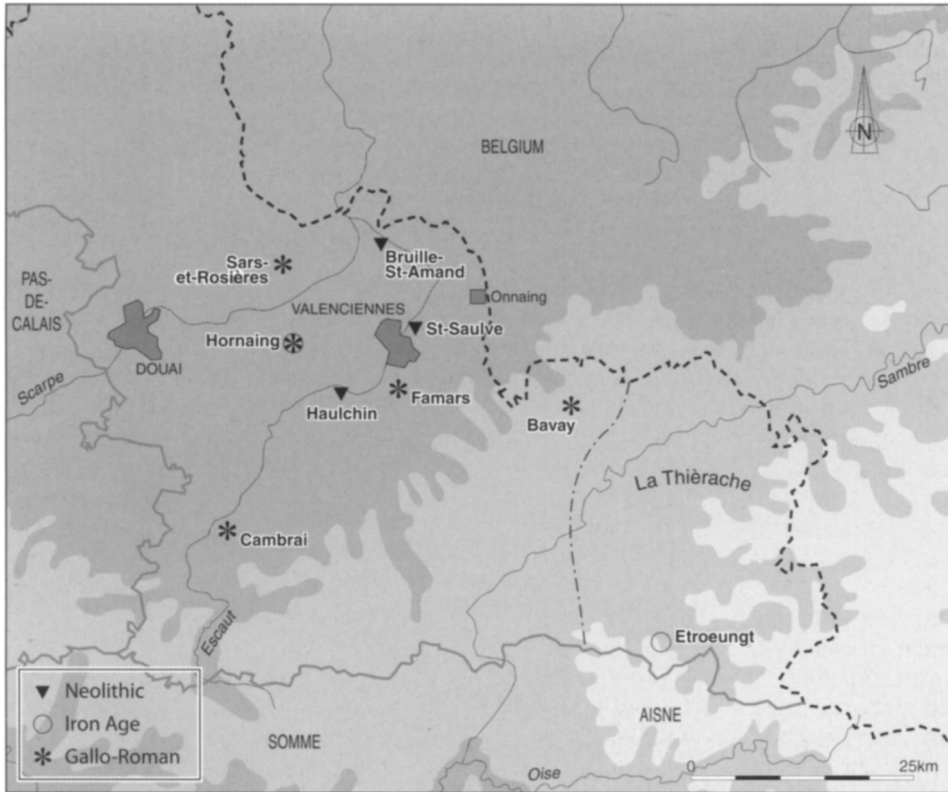 BELGIUM
N
Bruille-
St-Amand
Sars-
et-Rosières
PAS-
DE-
CALAIS
Onnaing
VALENCIENNES
St-Saulve
Hornaing
DOUAI
Scarpe
Sambre
Famars
Haulchin
Bavay
La Thièrache
Cambrai
Escaut
Etroeungt
Neolithic
Iron Age
Gallo-Roman
SOMME
AISNE
Oise
0 25km